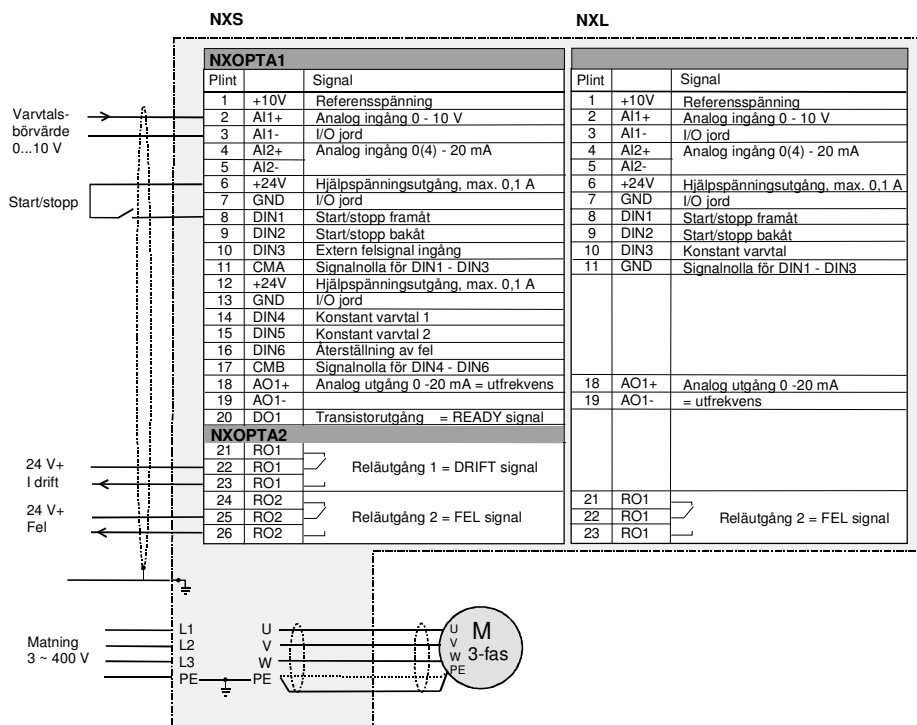 NXS NXL
NXOPTA1
Plint Signal Plint Signal
1 +10V Referensspänning 1 +10V Referensspänning
Varvtals- 2 AI1+ Analog ingång 0 - 10 V 2 AI1+ Analog ingång 0 - 10 V
börvärde 3 AI1- I/O jord 3 AI1- I/O jord
0...10 V 4 AI2+ Analog ingång 0(4) - 20 mA 4 AI2+ Analog ingång 0(4) - 20 mA
5 AI2- 5 AI2-
6 +24V Hjälpspänningsutgång, max. 0,1 A 6 +24V Hjälpspänningsutgång, max. 0,1 A
Start/stopp 7 GND I/O jord 7 GND I/O jord
8 DIN1 Start/stopp framåt 8 DIN1 Start/stopp framåt
9 DIN2 Start/stopp bakåt 9 DIN2 Start/stopp bakåt
10 DIN3 Extern felsignal ingång 10 DIN3 Konstant varvtal
11 CMA Signalnolla för DIN1 - DIN3 11 GND Signalnolla för DIN1 - DIN3
12 +24V Hjälpspänningsutgång, max. 0,1 A
13 GND I/O jord
14 DIN4 Konstant varvtal 1
15 DIN5 Konstant varvtal 2
16 DIN6 Återställning av fel
17 CMB Signalnolla för DIN4 - DIN6
18 AO1+ Analog utgång 0 -20 mA = utfrekvens 18 AO1+ Analog utgång 0 -20 mA
19 AO1- 19 AO1- = utfrekvens
20 DO1 Transistorutgång = READY signal
NXOPTA2
21 RO1
24 V+ 22 RO1 Reläutgång 1 = DRIFT signal
I drift 23 RO1
24 RO2 21 RO1
24 V+ 25 RO2 Reläutgång 2 = FEL signal 22 RO1 Reläutgång 2 = FEL signal
Fel 26 RO2 23 RO1
L1 U U M
Matning L2 V V 3-fas
3 ~ 400 V L3 W W
PE PE PE